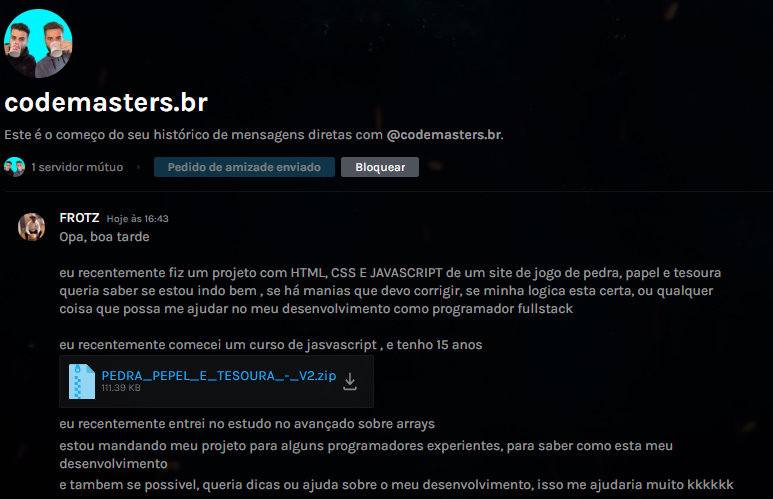 codemasters.br
Este é o começo do seu histórico de mensagens diretas com @codemasters.br.
1 servidor mútuo • Pedido de amizade enviado Bloquear
FROTZ Hoje às 16:43
Opa, boa tarde
eu recentemente fiz um projeto com HTML, CSS E JAVASCRIPT de um site de jogo de pedra, papel e tesoura
queria saber se estou indo bem , se há manias que devo corrigir, se minha logica esta certa, ou qualquer
coisa que possa me ajudar no meu desenvolvimento como programador fullstack
eu recentemente comecei um curso de jasvascript , e tenho 15 anos
PEDRA_PEPEL_E_TESOURA_-_V2.zip
111.39 KB
eu recentemente entrei no estudo no avançado sobre arrays
estou mandando meu projeto para alguns programadores experientes, para saber como esta meu
desenvolvimento
e tambem se possivel, queria dicas ou ajuda sobre o meu desenvolvimento, isso me ajudaria muito kkkkkk